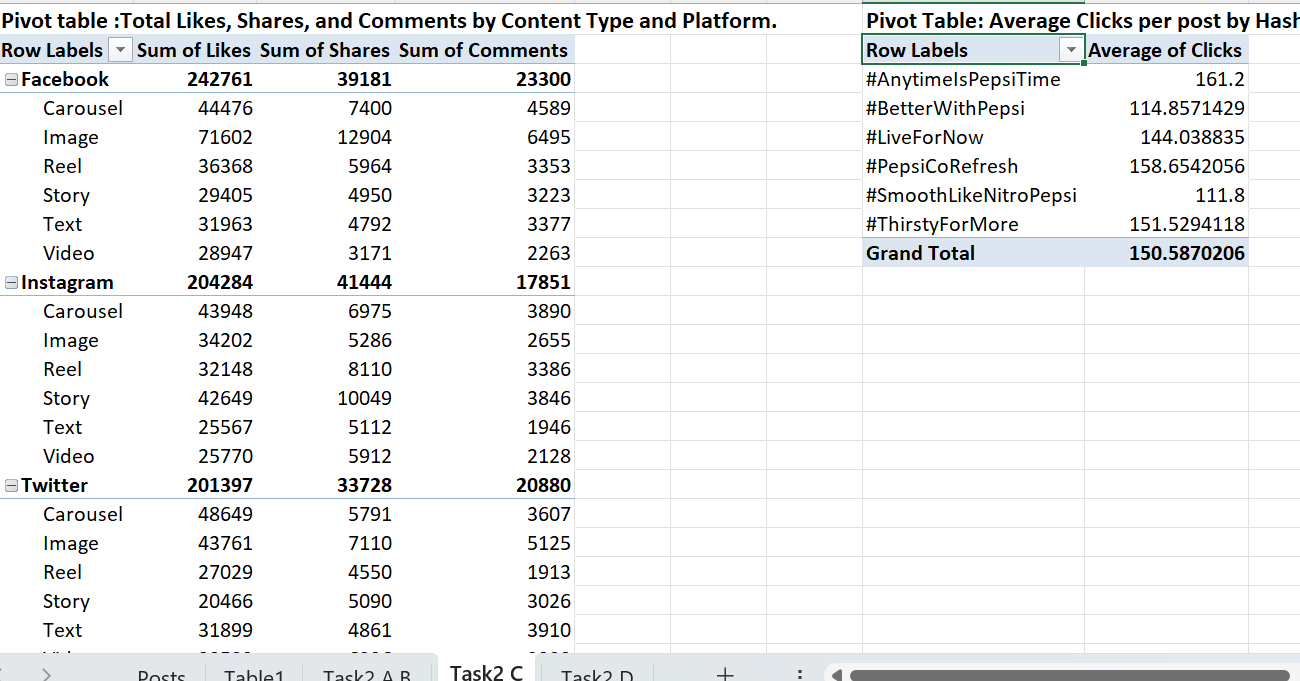 Pivot table :Total Likes, Shares, and Comments by Content Type and Platform.
Row Labels Sum of Likes Sum of Shares Sum of Comments
Facebook 242761 39181 23300
Carousel 44476 7400 4589
Image 71602 12904 6495
Reel 36368 5964 3353
Story 29405 4950 3223
Text 31963 4792 3377
Video 28947 3171 2263
Instagram 204284 41444 17851
Carousel 43948 6975 3890
Image 34202 5286 2655
Reel 32148 8110 3386
Story 42649 10049 3846
Text 25567 5112 1946
Video 25770 5912 2128
Twitter 201397 33728 20880
Carousel 48649 5791 3607
Image 43761 7110 5125
Reel 27029 4550 1913
Story 20466 5090 3026
Text 31899 4861 3910
Pivot Table: Average Clicks per post by Hash
Row Labels Average of Clicks
#AnytimeIsPepsiTime 161.2
#BetterWithPepsi 114.8571429
#LiveForNow 144.038835
#PepsiCoRefresh 158.6542056
#SmoothLikeNitroPepsi 111.8
#ThirstyForMore 151.5294118
Grand Total 150.5870206
Posts Table1 Task2 A B Task2 C Task2 D